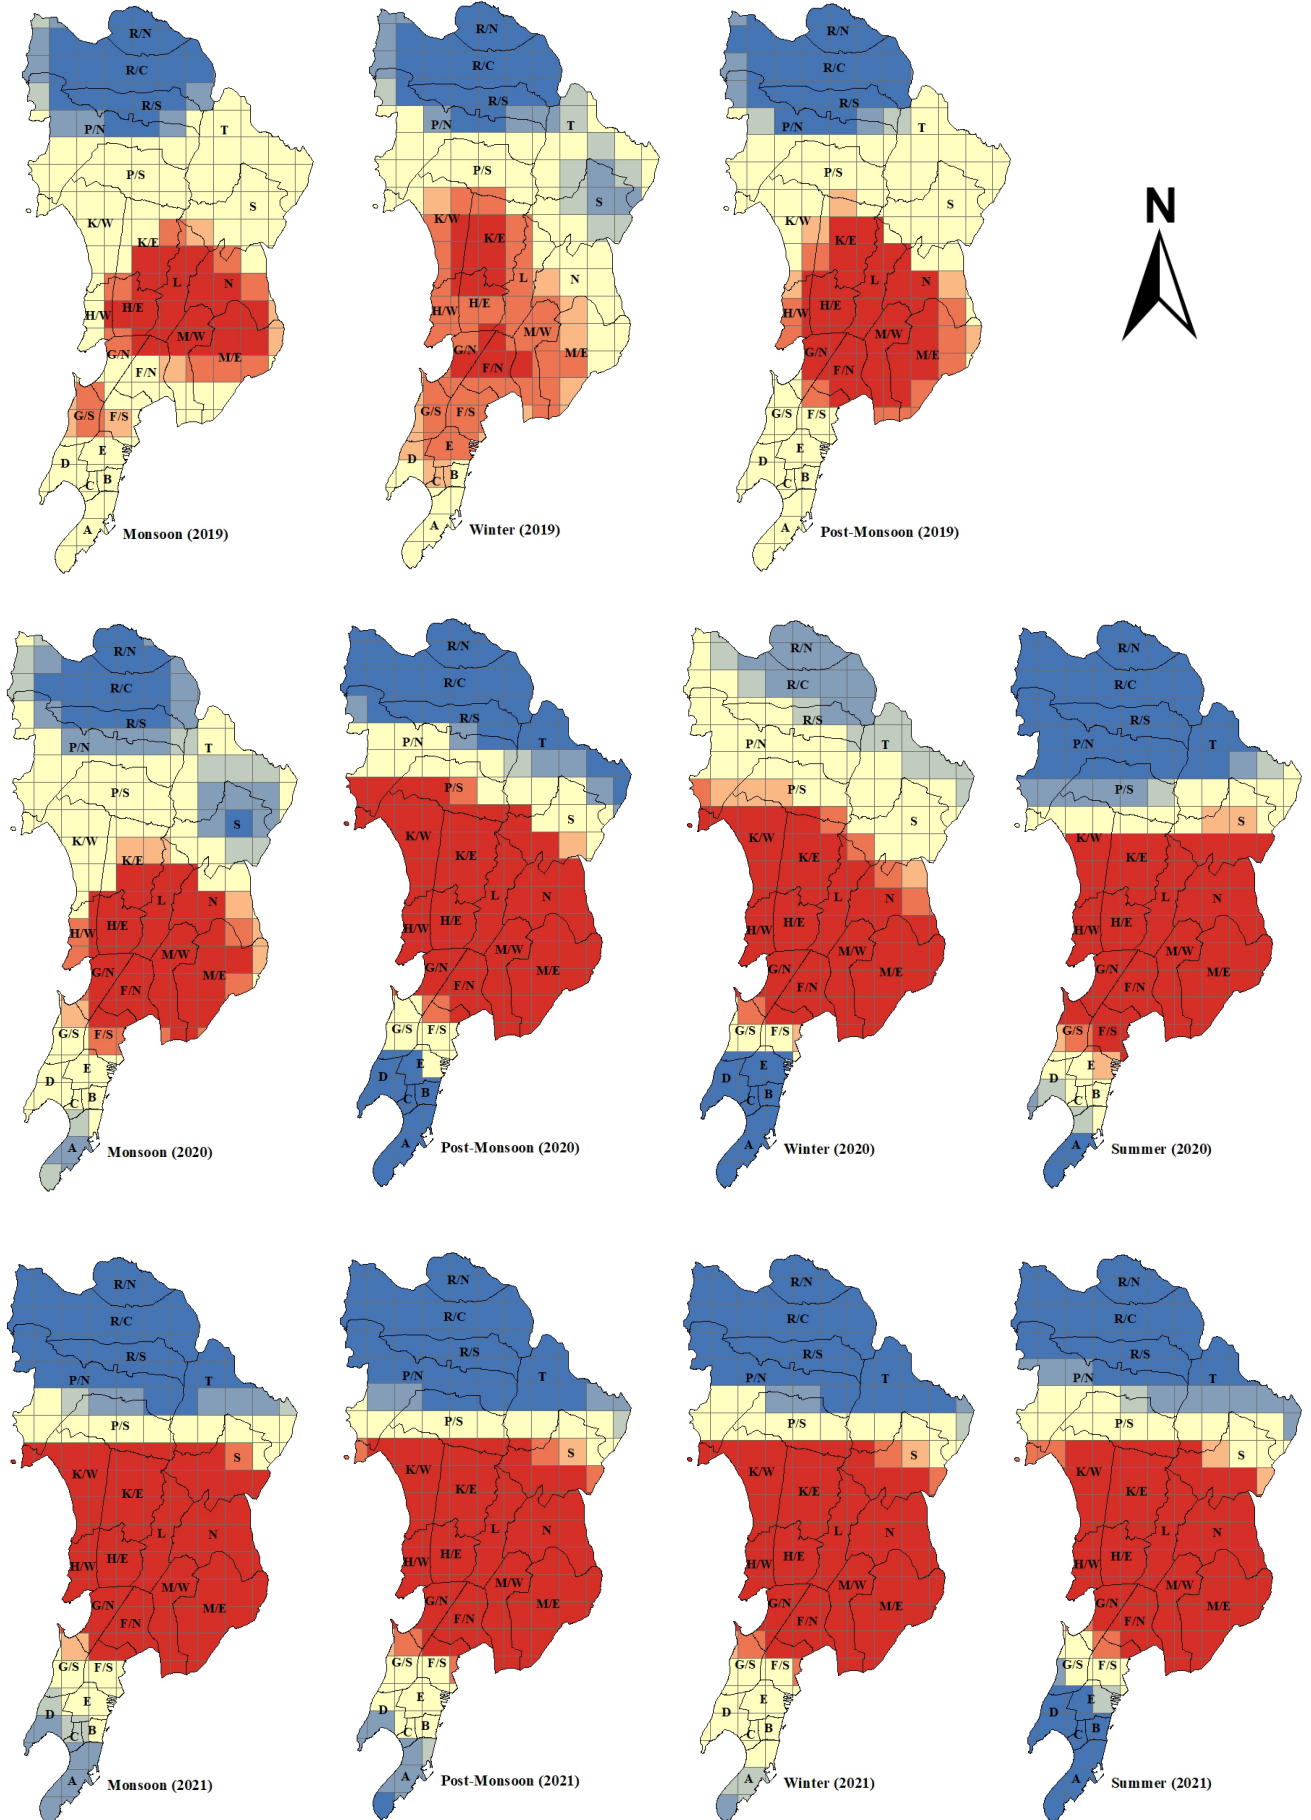 R/N
R/C
R/S
P/N
T
P/S
S
K/W
K/E
L
N
H/E
H/W
M/W
G/N
M/E
F/N
G/S
F/S
E
D
B
C
A
Monsoon (2019)
R/N
R/C
R/S
P/N
T
P/S
S
K/W
K/E
L
N
H/E
H/W
M/W
G/N
M/E
F/N
G/S
F/S
E
D
B
C
A
Winter (2019)
R/N
R/C
R/S
P/N
T
P/S
S
K/W
K/E
L
N
H/E
H/W
M/W
G/N
M/E
F/N
G/S
F/S
E
D
B
C
A
Post-Monsoon (2019)
N
R/N
R/C
R/S
P/N
T
P/S
S
K/W
K/E
L
N
H/E
H/W
M/W
G/N
M/E
F/N
G/S
F/S
E
D
B
C
A
Monsoon (2020)
R/N
R/C
R/S
P/N
T
P/S
S
K/W
K/E
L
N
H/E
H/W
M/W
G/N
M/E
F/N
G/S
F/S
E
D
B
C
A
Post-Monsoon (2020)
R/N
R/C
R/S
P/N
T
P/S
S
K/W
K/E
L
N
H/E
H/W
M/W
G/N
M/E
F/N
G/S
F/S
E
D
B
C
A
Winter (2020)
R/N
R/C
R/S
P/N
T
P/S
S
K/W
K/E
L
N
H/E
H/W
M/W
G/N
M/E
F/N
G/S
F/S
E
D
B
C
A
Summer (2020)
R/N
R/C
R/S
P/N
T
P/S
S
K/W
K/E
L
N
H/E
H/W
M/W
G/N
M/E
F/N
G/S
F/S
E
D
B
C
A
Monsoon (2021)
R/N
R/C
R/S
P/N
T
P/S
S
K/W
K/E
L
N
H/E
H/W
M/W
G/N
M/E
F/N
G/S
F/S
E
D
B
C
A
Post-Monsoon (2021)
R/N
R/C
R/S
P/N
T
P/S
S
K/W
K/E
L
N
H/E
H/W
M/W
G/N
M/E
F/N
G/S
F/S
E
D
B
C
A
Winter (2021)
R/N
R/C
R/S
P/N
T
P/S
S
K/W
K/E
L
N
H/E
H/W
M/W
G/N
M/E
F/N
G/S
F/S
E
D
B
C
A
Summer (2021)